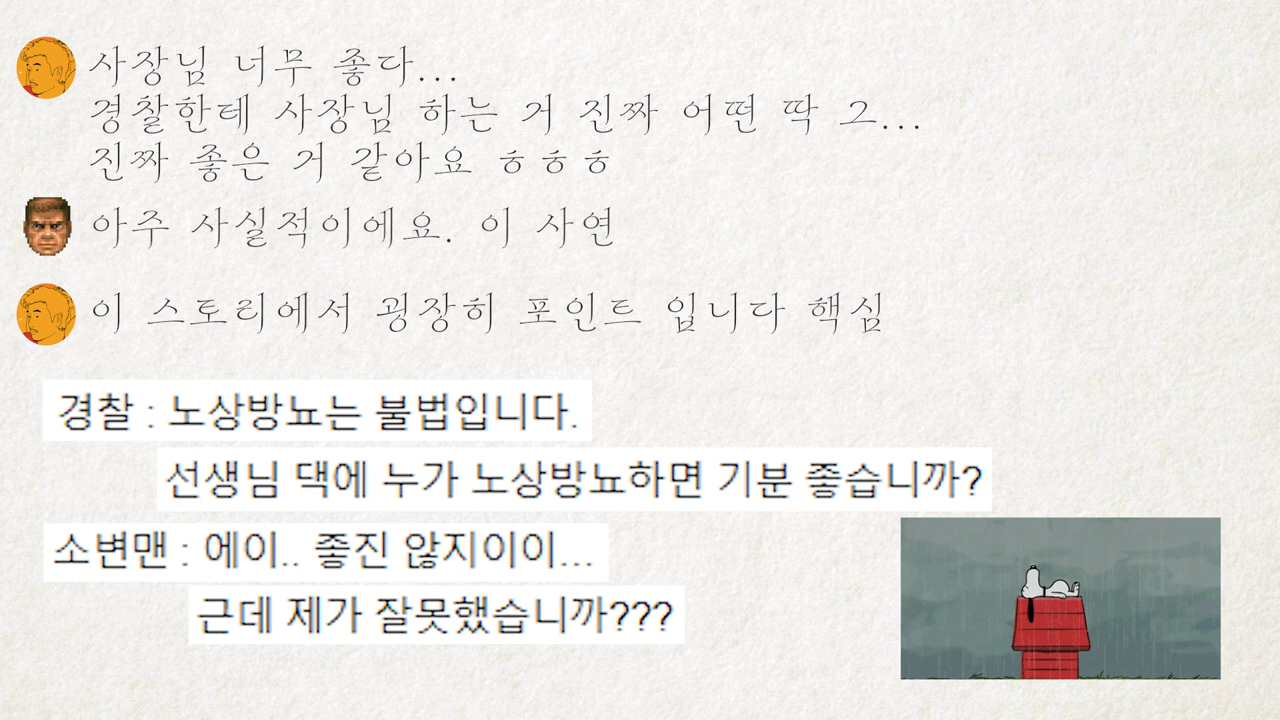 사장님 너무 좋다...
경찰한테 사장님 하는 거 진짜 어떤 딱 그...
진짜 좋은 거 같아요 ㅎㅎㅎ
아주 사실적이에요. 이 사연
이 스토리에서 굉장히 포인트 입니다 핵심
경찰 : 노상방뇨는 불법입니다.
선생님 댁에 누가 노상방뇨하면 기분 좋습니까?
소변맨 : 에이.. 좋진 않지이이...
근데 제가 잘못했습니까???